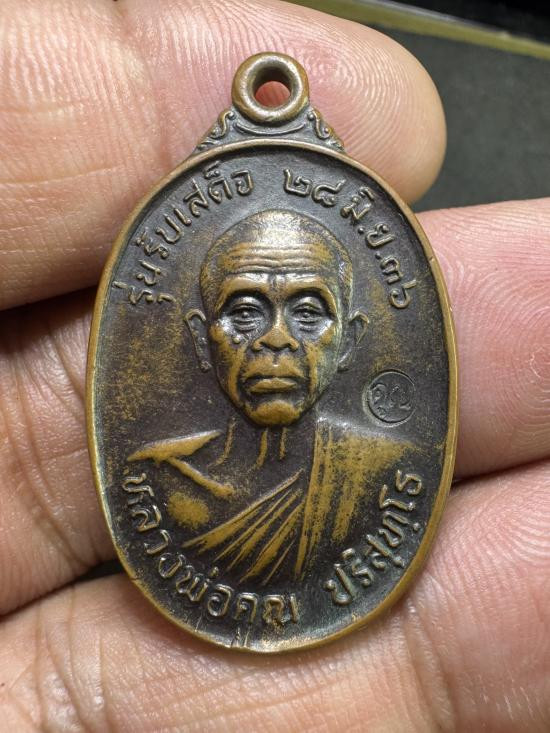 รุ่นรับเสด็จ ๒๘ มิ.ย.๓๖
คูณ
หลวงพ่อคูณ ปริสุทฺโธ